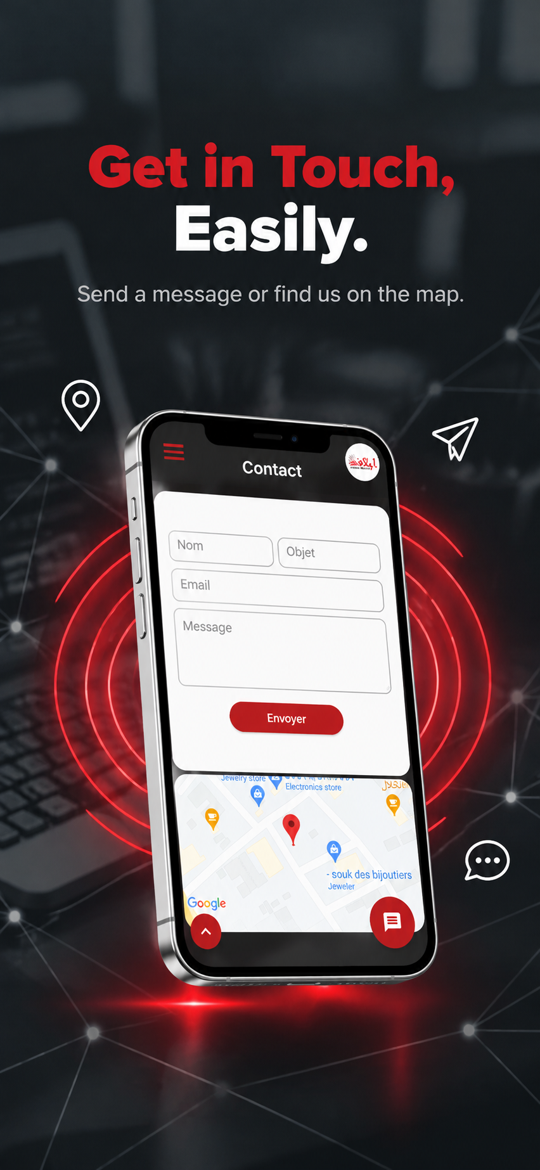 Get in Touch,
Easily.
Send a message or find us on the map.
Contact
Nom
Objet
Email
Message
Envoyer
Jewelry store
Electronics store
- souk des bijoutiers
Jeweler
Google